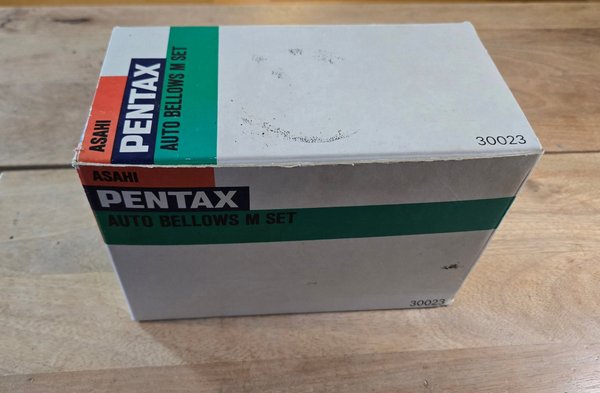 ASAHI
PENTAX
AUTO BELLOWS M SET
30023
ASAHI
PENTAX
AUTO BELLOWS M SET
30023